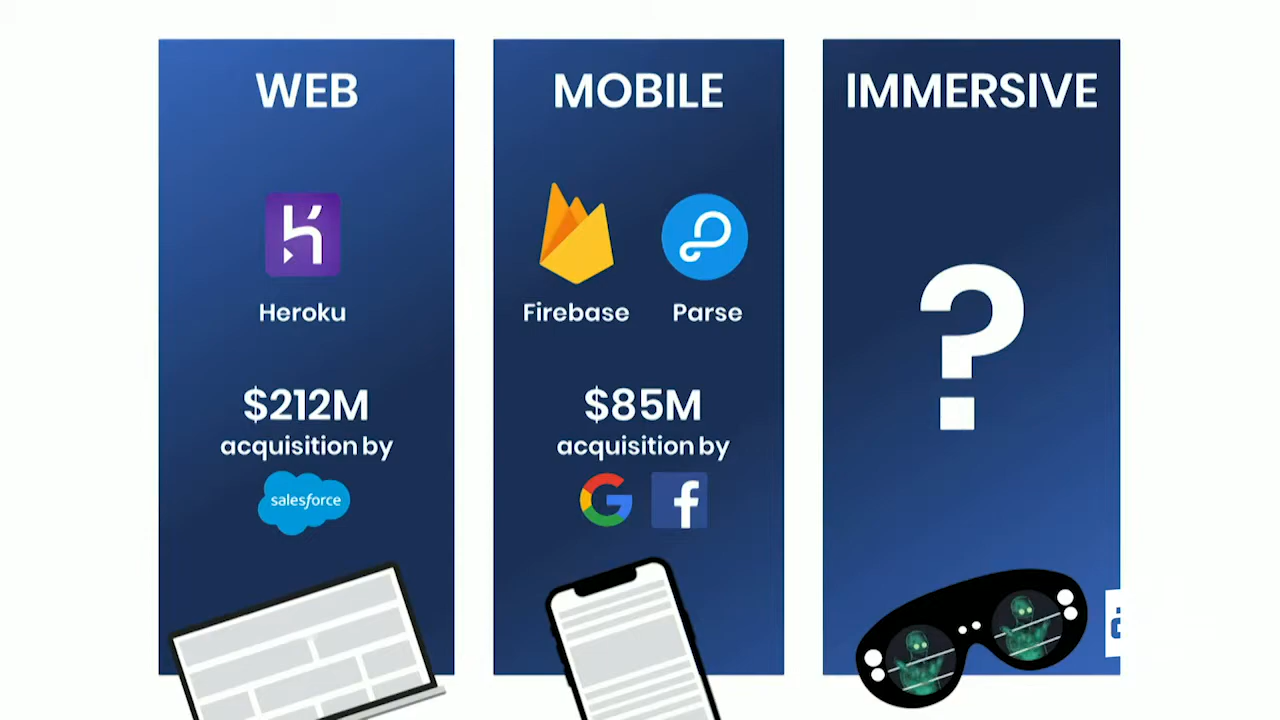 WEB
Heroku
$212M
acquisition by
salesforce
MOBILE
Firebase
Parse
$85M
acquisition by
IMMERSIVE
?